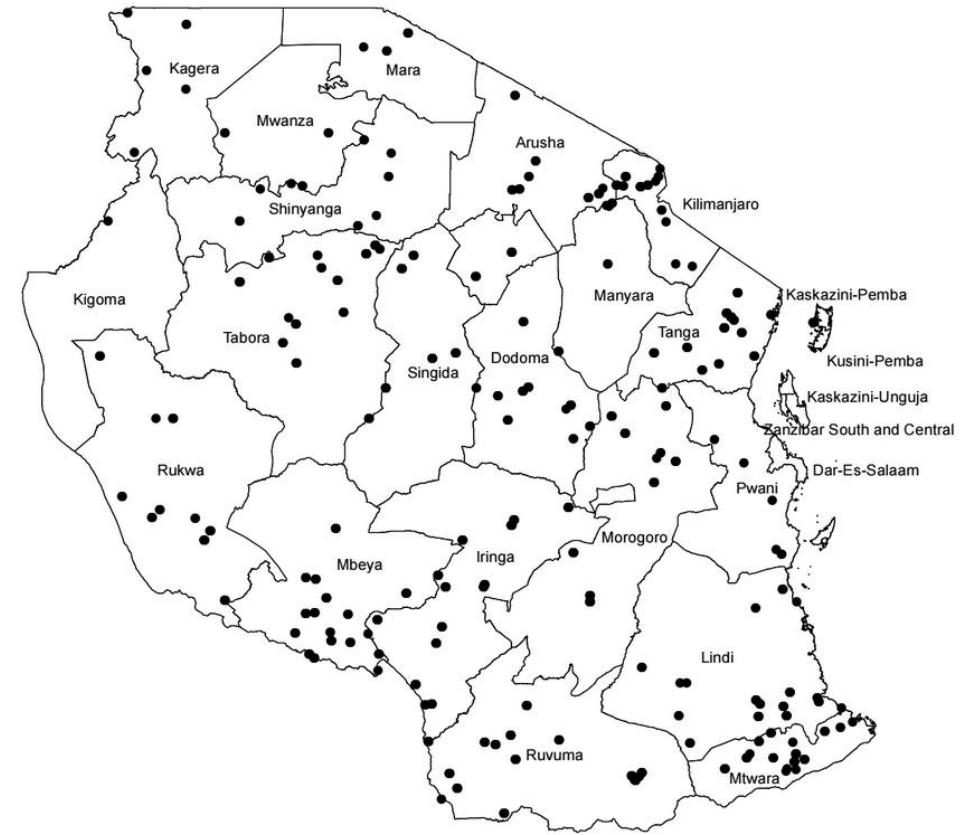 Kagera
Mara
Mwanza
Arusha
Shinyanga
Kilimanjaro
Kigoma
Manyara
Kaskazini-Pemba
Tabora
Tanga
Dodoma
Singida
Kusini-Pemba
Kaskazini-Unguja
Zanzibar South and Central
Rukwa
Dar-Es-Salaam
Pwani
Morogoro
Iringa
Mbeya
Lindi
Ruvuma
Mtwara